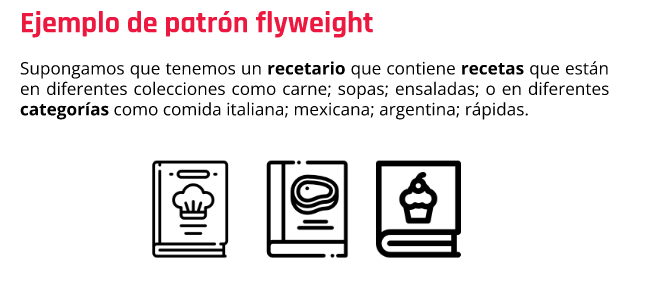 Ejemplo de patrón flyweight
Supongamos que tenemos un recetario que contiene recetas que están
en diferentes colecciones como carne; sopas; ensaladas; o en diferentes
categorías como comida italiana; mexicana; argentina; rápidas.